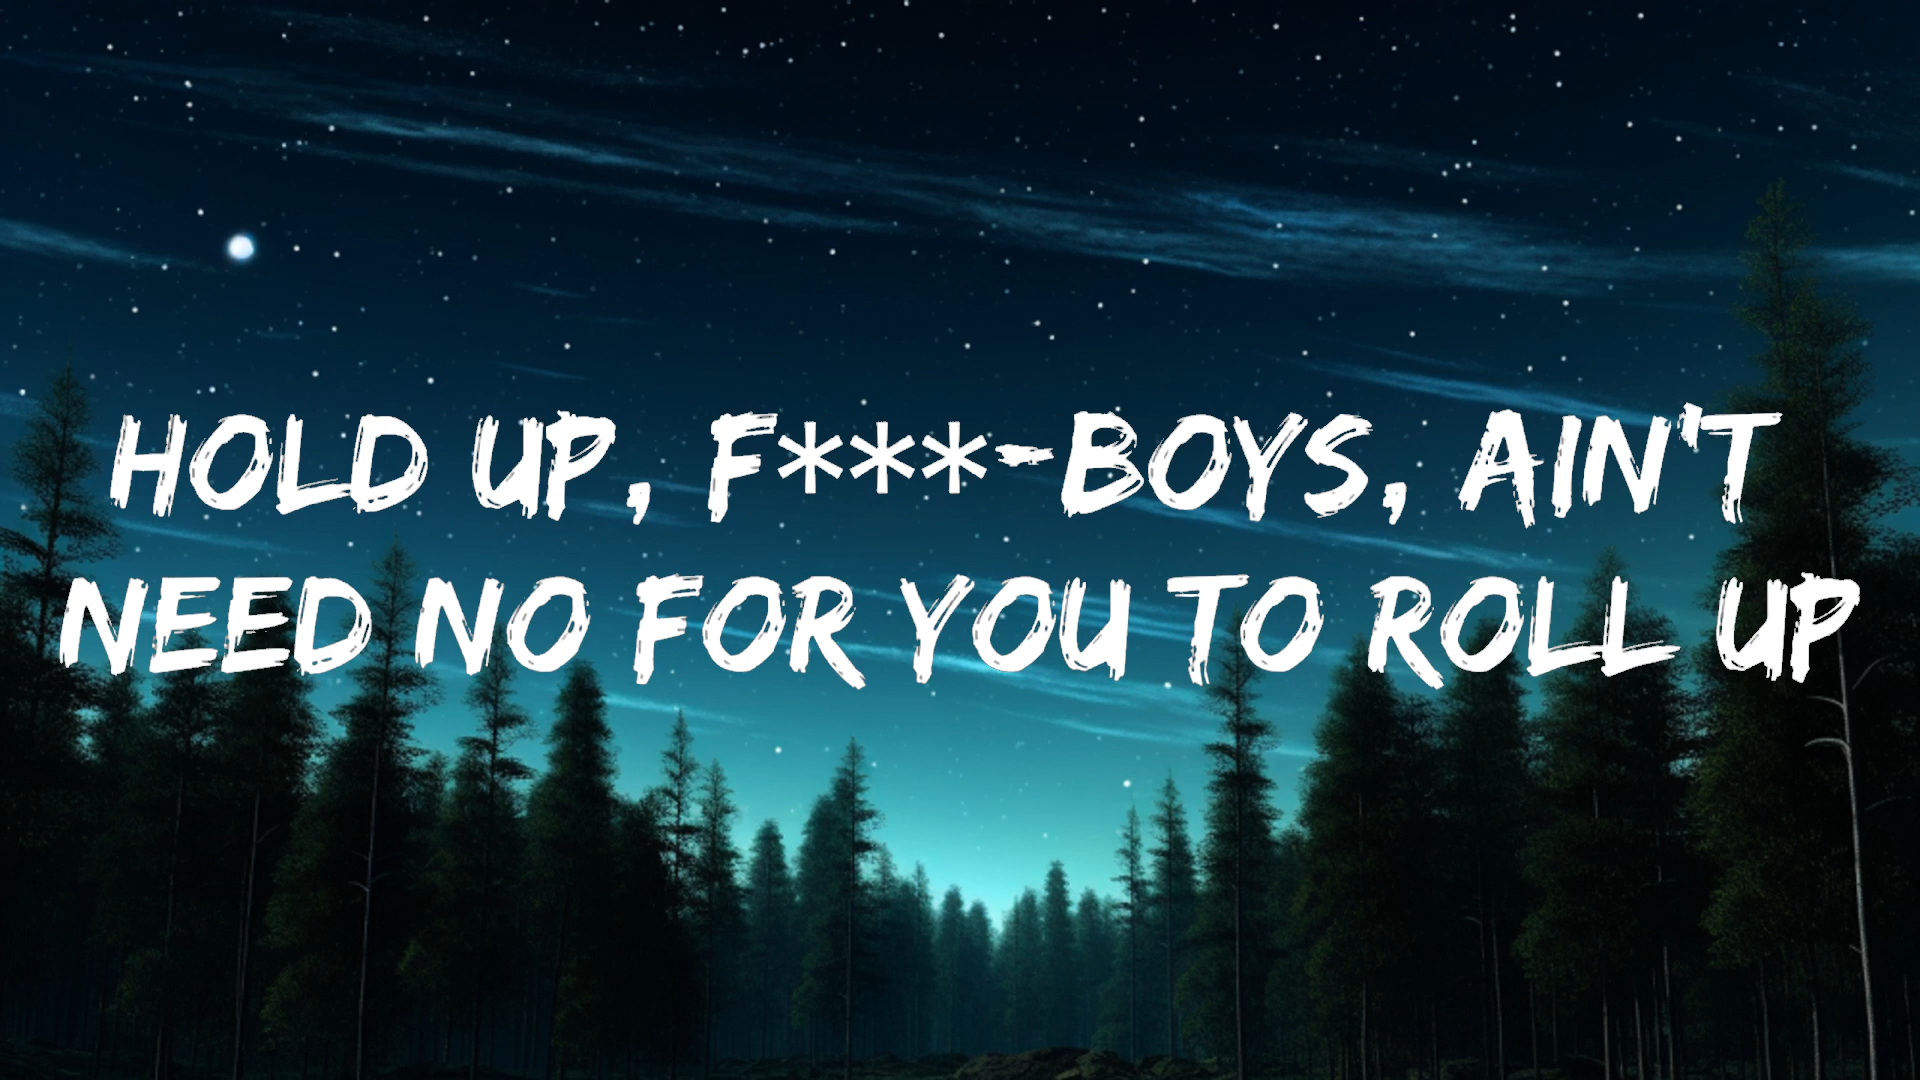 HOLD UP, F***-BOYS, AIN'T
NEED NO FOR YOU TO ROLL UP